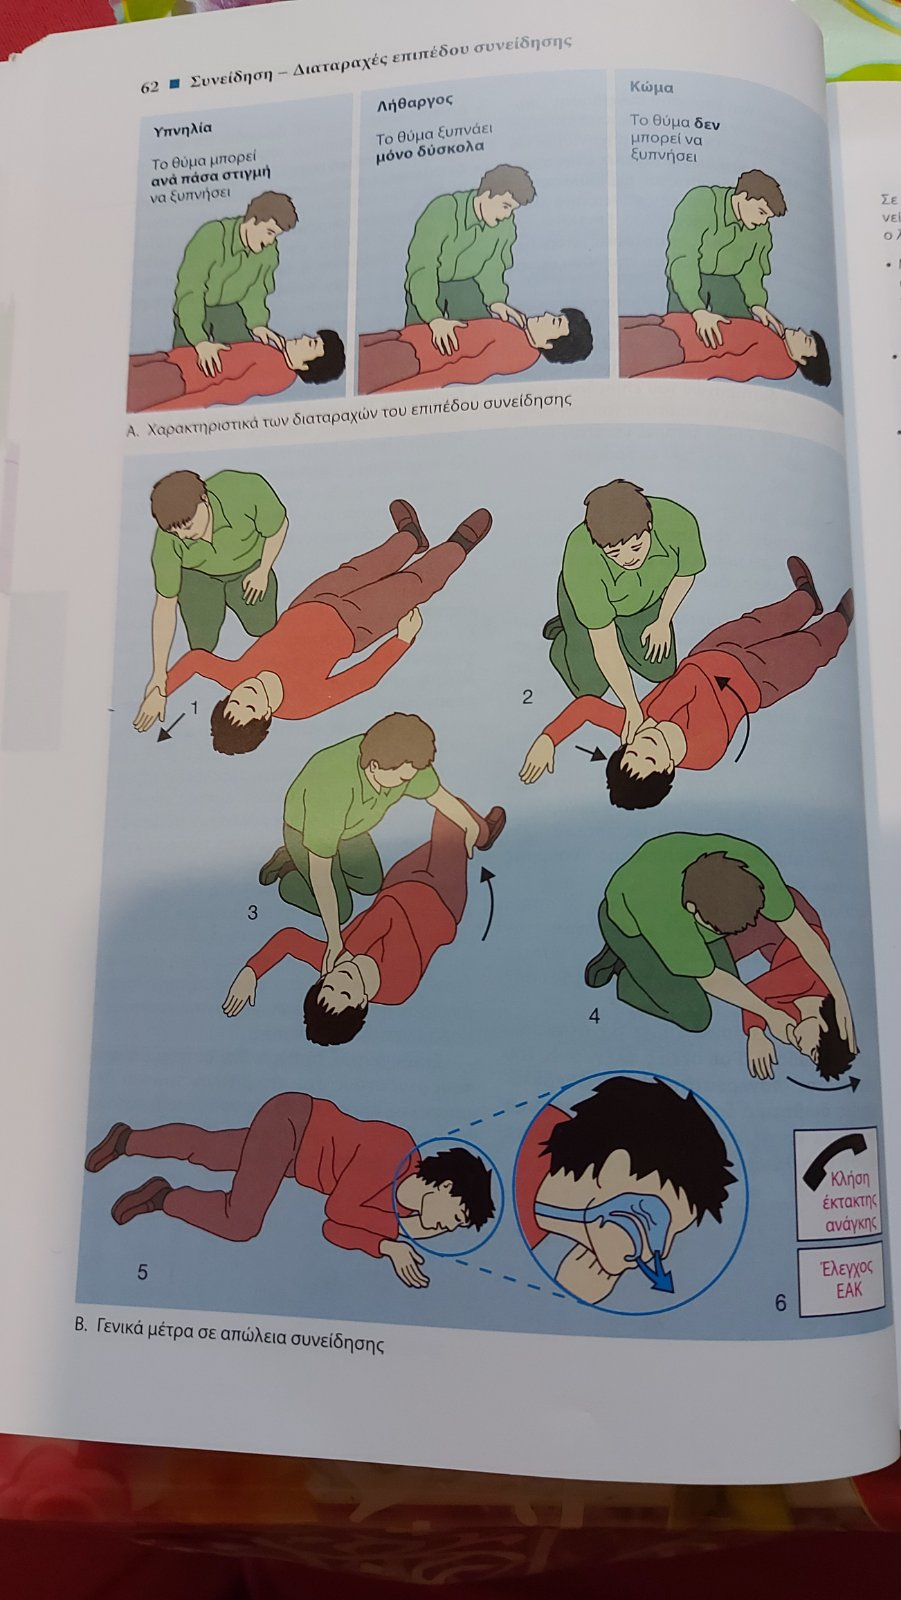 62 ■ Συνείδηση – Διαταραχές επιπέδου συνείδησης
Υπνηλία
Το θύμα μπορεί
ανά πάσα στιγμή
να ξυπνήσει
Λήθαργος
Το θύμα ξυπνάει
μόνο δύσκολα
Κώμα
Το θύμα δεν
μπορεί να
ξυπνήσει
Α. Χαρακτηριστικά των διαταραχών του επιπέδου συνείδησης
1
2
3
4
5
6
Κλήση
έκτακτης
ανάγκης
Έλεγχος
ΕΑΚ
Β. Γενικά μέτρα σε απώλεια συνείδησης
Σε